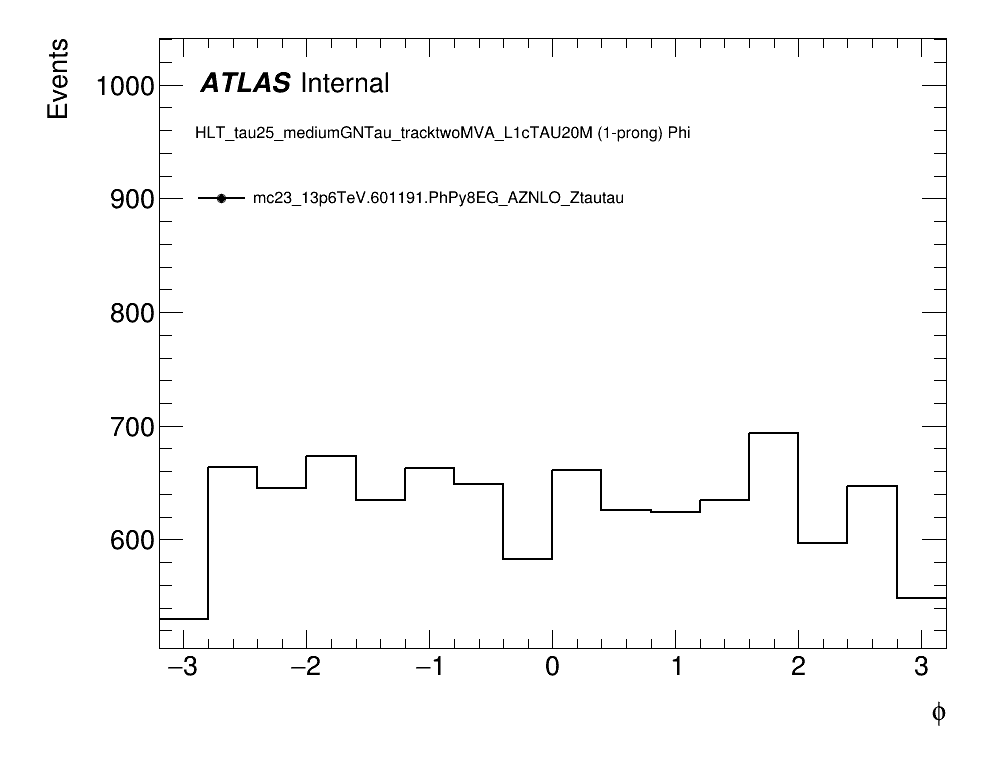 Events
ATLAS Internal
HLT_tau25_mediumGNTau_tracktwoMVA_L1cTAU20M (1-prong) Phi
mc23_13p6TeV.601191.PhPy8EG_AZNLO_Ztautau
1000
900
800
700
600
−3 −2 −1 0 1 2 3
ϕ